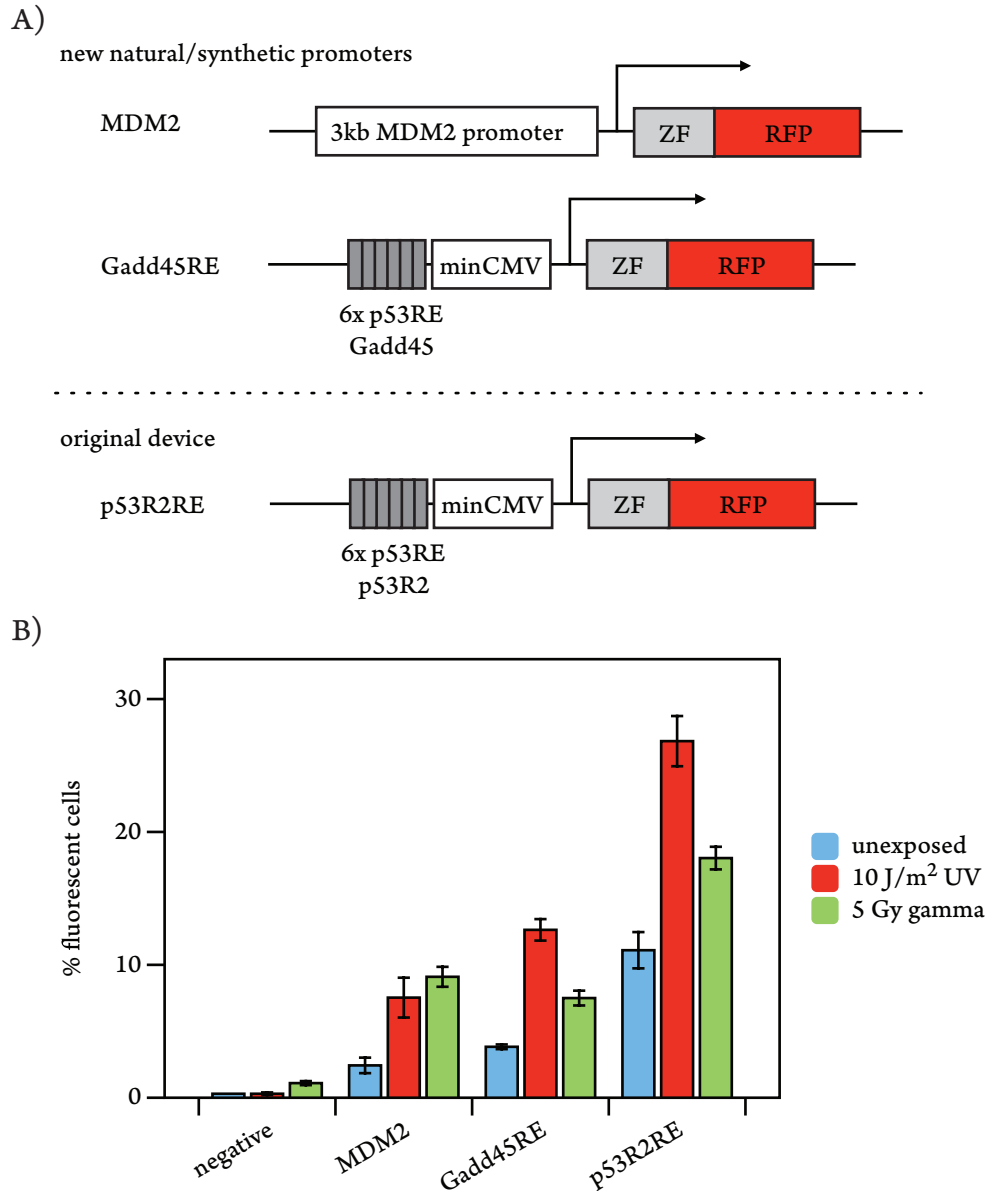 A)
new natural/synthetic promoters
MDM2
3kb MDM2 promoter
ZF
RFP
Gadd45RE
minCMV
ZF
RFP
6x p53RE
Gadd45
original device
p53R2RE
minCMV
ZF
RFP
6x p53RE
p53R2
B)
% fluorescent cells
30
20
10
0
negative
MDM2
Gadd45RE
p53R2RE
unexposed
10 J/m² UV
5 Gy gamma